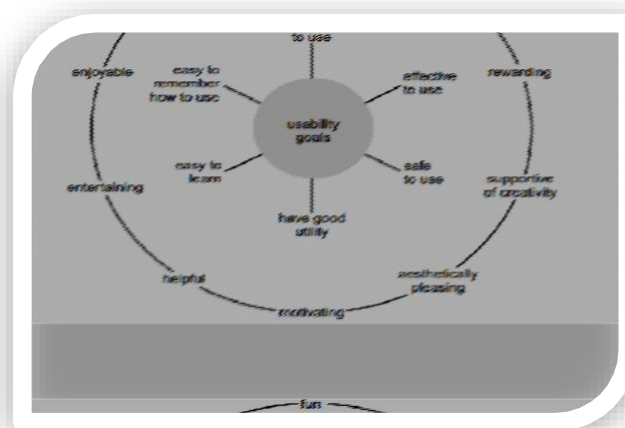 to use
enjoyable
easy to
remember
how to use
effective
to use
rewarding
usability
goals
entertaining
easy to
learn
safe
to use
supportive
of creativity
have good
utility
helpful
aesthetically
pleasing
motivating
fun